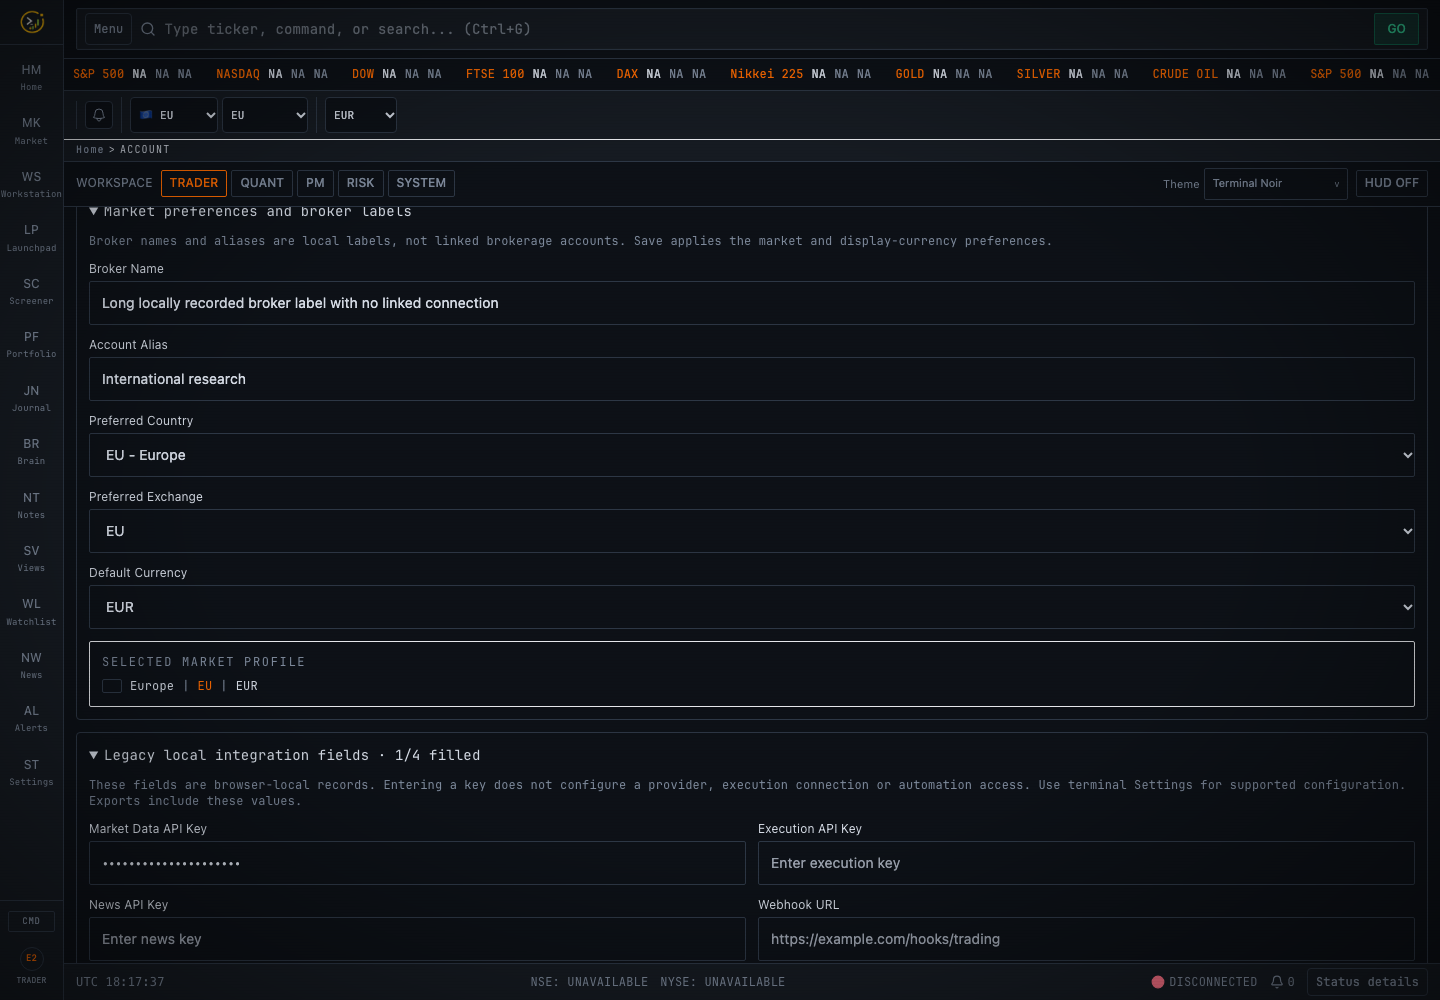 Menu Type ticker, command, or search... (Ctrl+G) GO
S&P 500 NA NA NA NASDAQ NA NA NA DOW NA NA NA FTSE 100 NA NA NA DAX NA NA NA Nikkei 225 NA NA NA GOLD NA NA NA SILVER NA NA NA CRUDE OIL NA NA NA S&P 500 NA NA NA
EU EU EUR
Home > ACCOUNT
WORKSPACE TRADER QUANT PM RISK SYSTEM Theme Terminal Noir v HUD OFF
HM
Home
MK
Market
WS
Workstation
LP
Launchpad
SC
Screener
PF
Portfolio
JN
Journal
BR
Brain
NT
Notes
SV
Views
WL
Watchlist
NW
News
AL
Alerts
ST
Settings
CMD
E2
TRADER
▼ Market preferences and broker labels
Broker names and aliases are local labels, not linked brokerage accounts. Save applies the market and display-currency preferences.
Broker Name
Long locally recorded broker label with no linked connection
Account Alias
International research
Preferred Country
EU - Europe
Preferred Exchange
EU
Default Currency
EUR
SELECTED MARKET PROFILE
Europe | EU | EUR
▼ Legacy local integration fields · 1/4 filled
These fields are browser-local records. Entering a key does not configure a provider, execution connection or automation access. Use terminal Settings for supported configuration.
Exports include these values.
Market Data API Key Execution API Key
••••••••••••••••••••• Enter execution key
News API Key Webhook URL
Enter news key https://example.com/hooks/trading
UTC 18:17:37 NSE: UNAVAILABLE NYSE: UNAVAILABLE DISCONNECTED 0 Status details